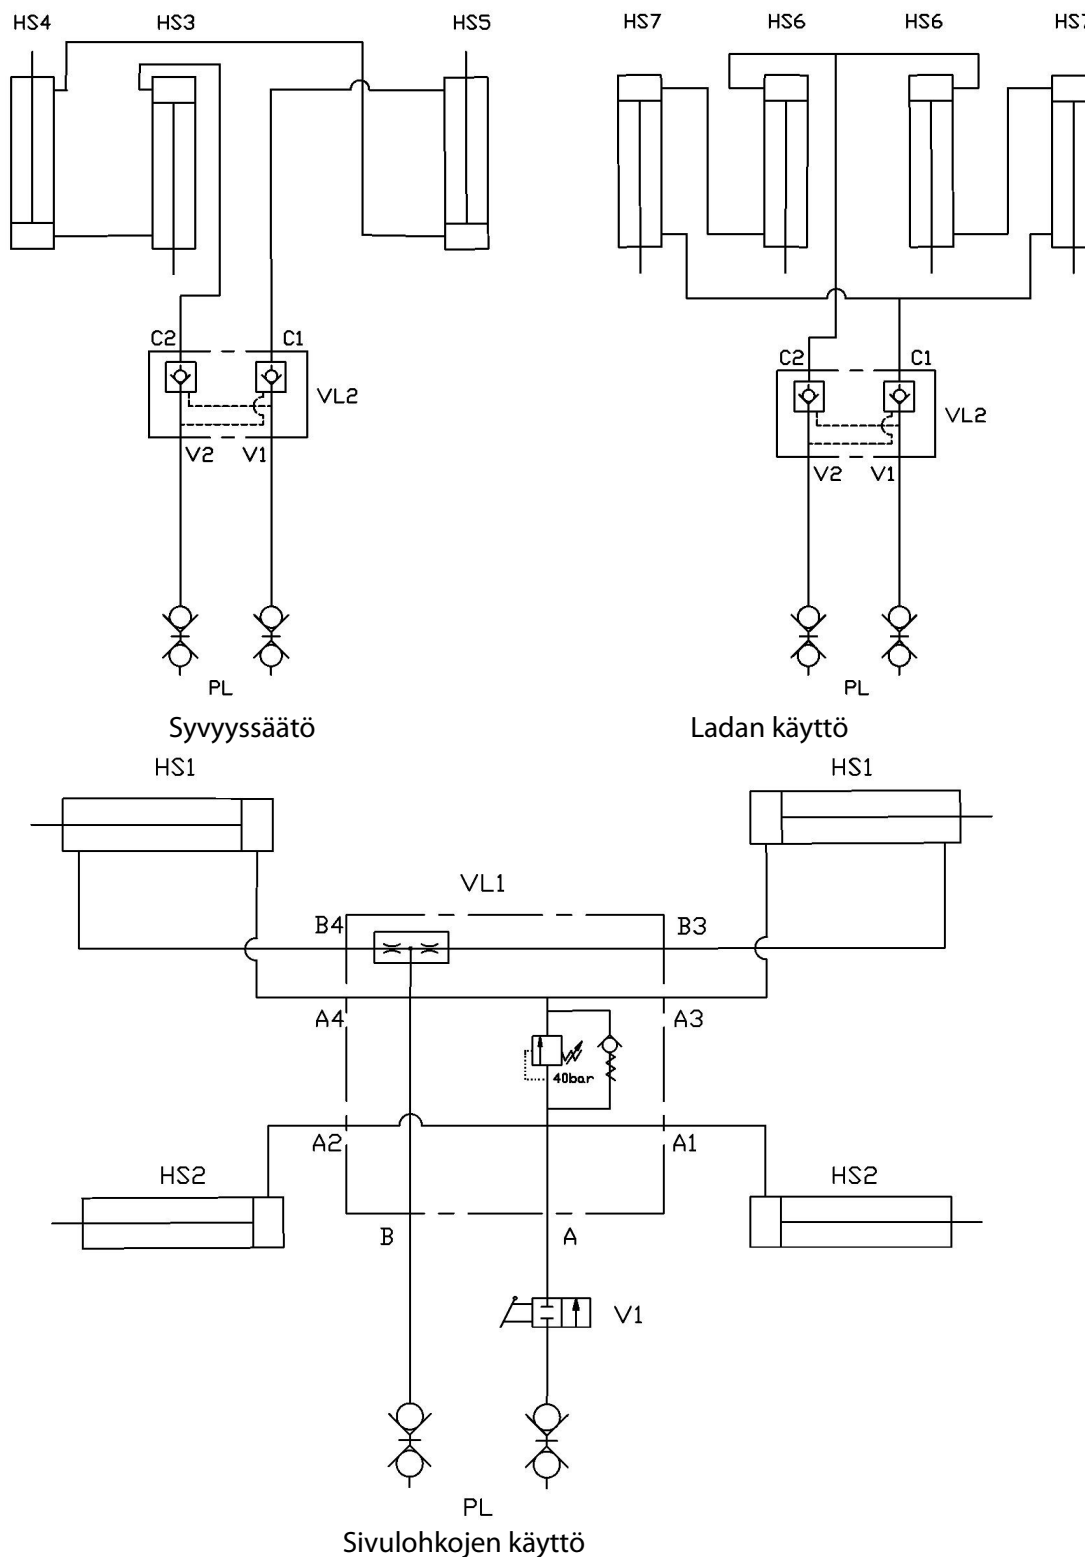 HS4 HS3 HS5
HS7 HS6 HS6 HS7
C2 C1
VL2
V2 V1
PL
Syvyyssäätö
C2 C1
VL2
V2 V1
PL
Ladan käyttö
HS1 HS1
VL1
B4 B3
A4 A3
40bar
A2 A1
HS2 HS2
B A
V1
PL
Sivulohkojen käyttö